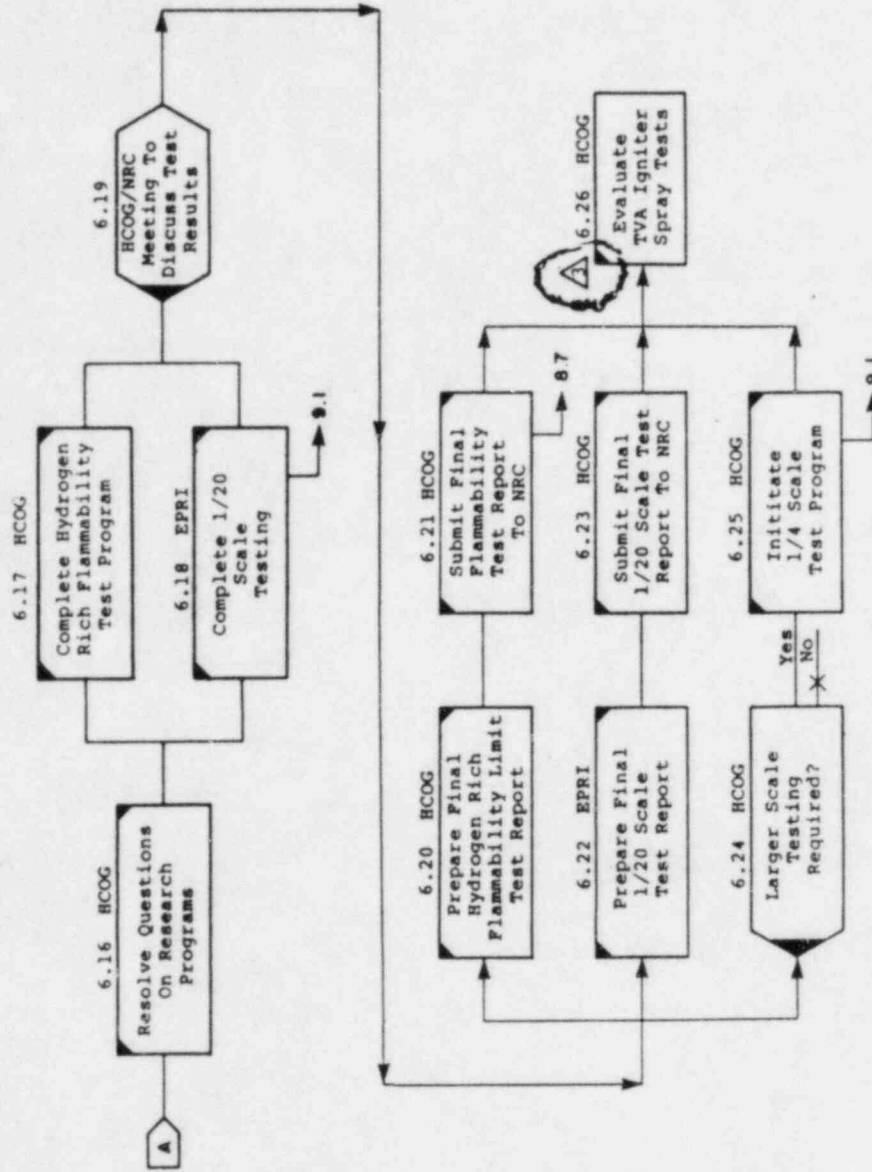 A
6.16 HCOG
Resolve Questions
On Research
Programs
6.17 HCOG
Complete Hydrogen
Rich Flammability
Test Program
6.18 EPRI
Complete 1/20
Scale
Testing
9.1
6.19
HCOG/NRC
Meeting To
Discuss Test
Results
6.20 HCOG
Prepare Final
Hydrogen Rich
Flammability Limit
Test Report
6.21 HCOG
Submit Final
Flammability
Test Report
To NRC
8.7
6.22 EPRI
Prepare Final
1/20 Scale
Test Report
6.23 HCOG
Submit Final
1/20 Scale Test
Report To NRC
6.24 HCOG
Larger Scale
Testing
Required?
Yes
No
6.25 HCOG
Inititate
1/4 Scale
Test Program
3
6.26 HCOG
Evaluate
TVA Igniter
Spray Tests